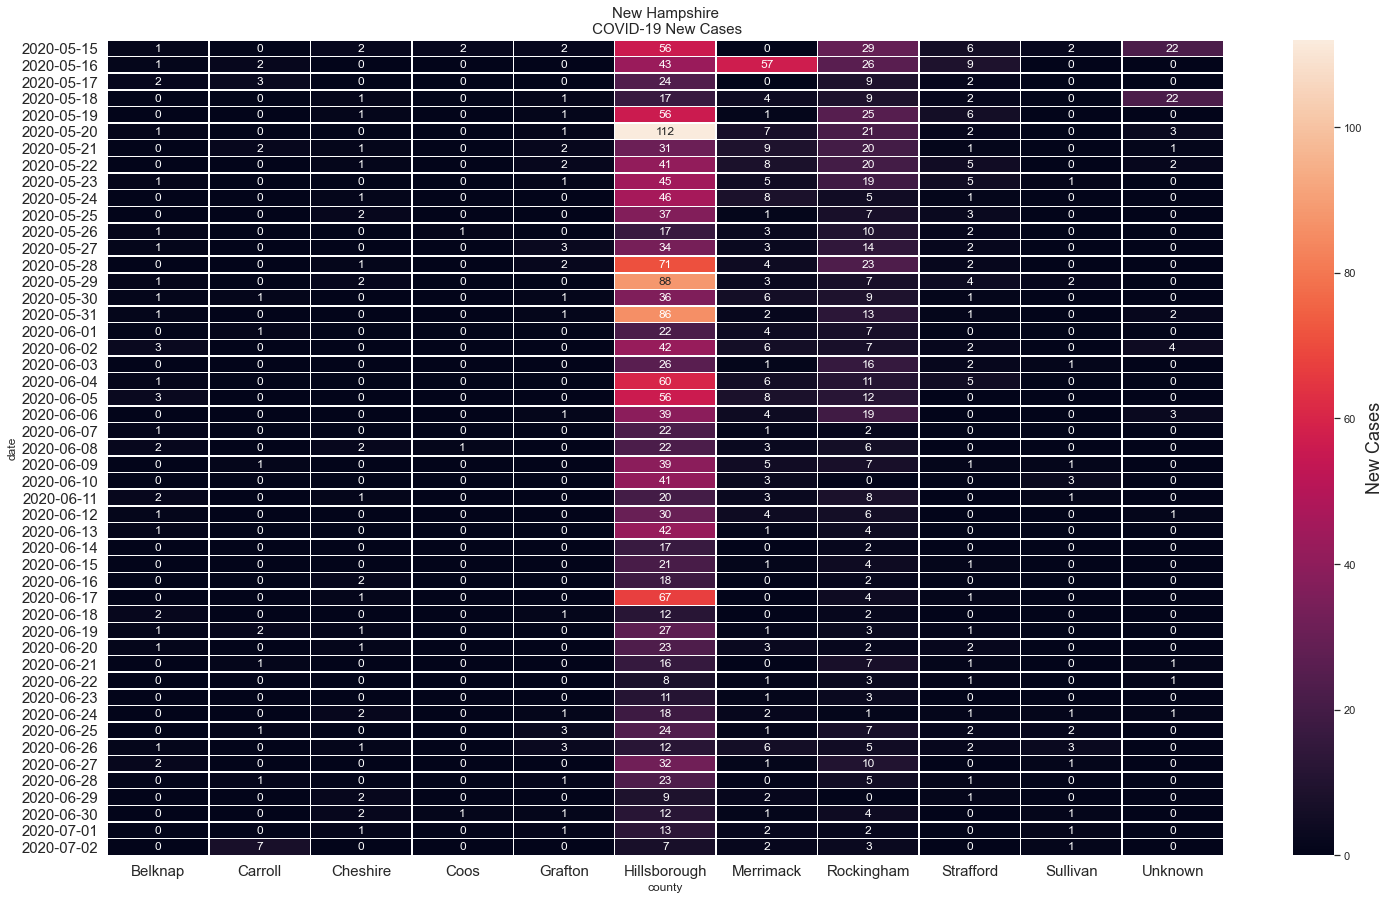 New Hampshire
COVID-19 New Cases
2020-05-15 1 0 2 2 2 56 0 29 6 2 22
2020-05-16 1 2 0 0 0 43 57 26 9 0 0
2020-05-17 2 3 0 0 0 24 0 9 2 0 0
2020-05-18 0 0 1 0 1 17 4 9 2 0 22
2020-05-19 0 0 1 0 1 56 1 25 6 0 0
2020-05-20 1 0 0 0 1 112 7 21 2 0 3
2020-05-21 0 2 1 0 2 31 9 20 1 0 1
2020-05-22 0 0 1 0 2 41 8 20 5 0 2
2020-05-23 1 0 0 0 1 45 5 19 5 1 0
2020-05-24 0 0 1 0 0 46 8 5 1 0 0
2020-05-25 0 0 2 0 0 37 1 7 3 0 0
2020-05-26 1 0 0 1 0 17 3 10 2 0 0
2020-05-27 1 0 0 0 3 34 3 14 2 0 0
2020-05-28 0 0 1 0 2 71 4 23 2 0 0
2020-05-29 1 0 2 0 0 88 3 7 4 2 0
2020-05-30 1 1 0 0 1 36 6 9 1 0 0
2020-05-31 1 0 0 0 1 86 2 13 1 0 2
2020-06-01 0 1 0 0 0 22 4 7 0 0 0
2020-06-02 3 0 0 0 0 42 6 7 2 0 4
2020-06-03 0 0 0 0 0 26 1 16 2 1 0
2020-06-04 1 0 0 0 0 60 6 11 5 0 0
2020-06-05 3 0 0 0 0 56 8 12 0 0 0
2020-06-06 0 0 0 0 1 39 4 19 0 0 3
2020-06-07 1 0 0 0 0 22 1 2 0 0 0
2020-06-08 2 0 2 1 0 22 3 6 0 0 0
2020-06-09 0 1 0 0 0 39 5 7 1 1 0
2020-06-10 0 0 0 0 0 41 3 0 0 3 0
2020-06-11 2 0 1 0 0 20 3 8 0 1 0
2020-06-12 1 0 0 0 0 30 4 6 0 0 1
2020-06-13 1 0 0 0 0 42 1 4 0 0 0
2020-06-14 0 0 0 0 0 17 0 2 0 0 0
2020-06-15 0 0 0 0 0 21 1 4 1 0 0
2020-06-16 0 0 2 0 0 18 0 2 0 0 0
2020-06-17 0 0 1 0 0 67 0 4 1 0 0
2020-06-18 2 0 0 0 1 12 0 2 0 0 0
2020-06-19 1 2 1 0 0 27 1 3 1 0 0
2020-06-20 1 0 1 0 0 23 3 2 2 0 0
2020-06-21 0 1 0 0 0 16 0 7 1 0 1
2020-06-22 0 0 0 0 0 8 1 3 1 0 1
2020-06-23 0 0 0 0 0 11 1 3 0 0 0
2020-06-24 0 0 2 0 1 18 2 1 1 1 1
2020-06-25 0 1 0 0 3 24 1 7 2 2 0
2020-06-26 1 0 1 0 3 12 6 5 2 3 0
2020-06-27 2 0 0 0 0 32 1 10 0 1 0
2020-06-28 0 1 0 0 1 23 0 5 1 0 0
2020-06-29 0 0 2 0 0 9 2 0 1 0 0
2020-06-30 0 0 2 1 1 12 1 4 0 1 0
2020-07-01 0 0 1 0 1 13 2 2 0 1 0
2020-07-02 0 7 0 0 0 7 2 3 0 1 0
Belknap Carroll Cheshire Coos Grafton Hillsborough Merrimack Rockingham Strafford Sullivan Unknown
county
date
100
80
60
40
20
0
New Cases